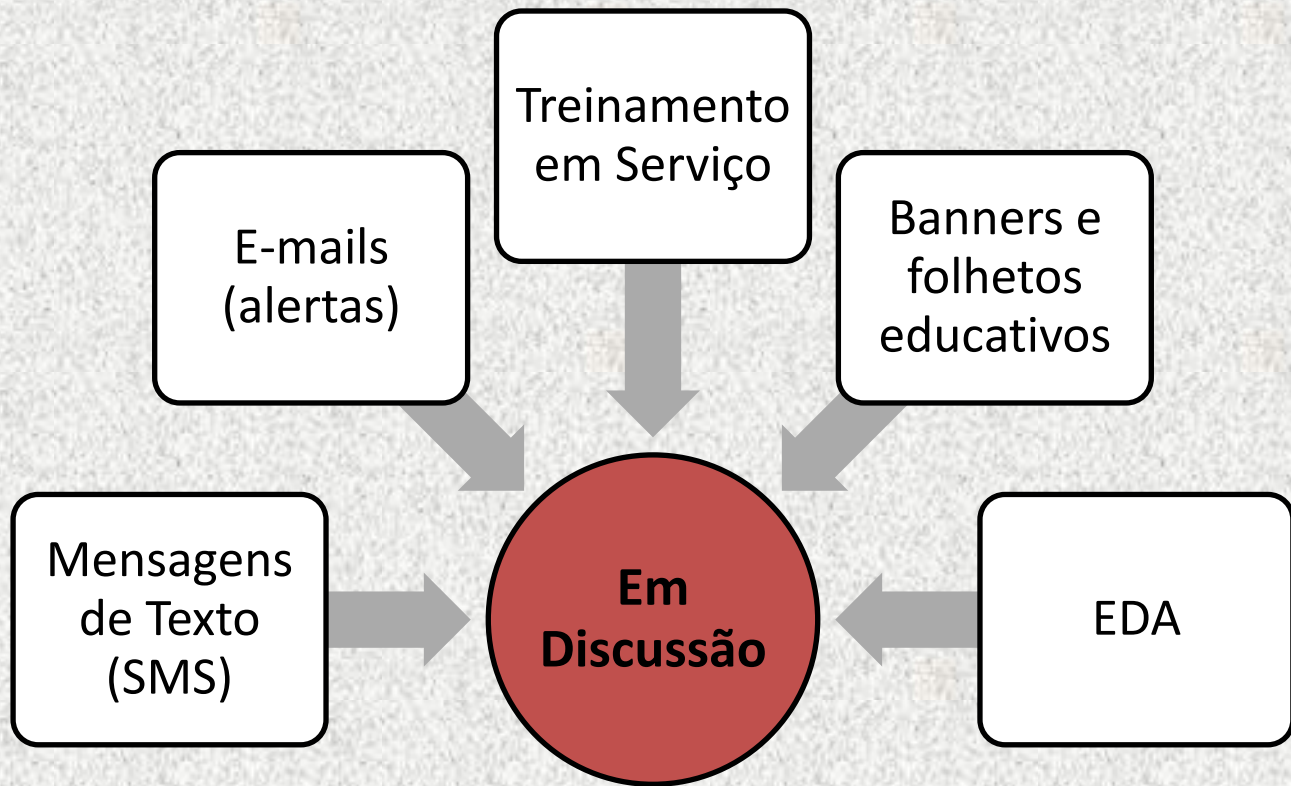 Treinamento
em Serviço
E-mails
(alertas)
Banners e
folhetos
educativos
Mensagens
de Texto
(SMS)
Em
Discussão
EDA